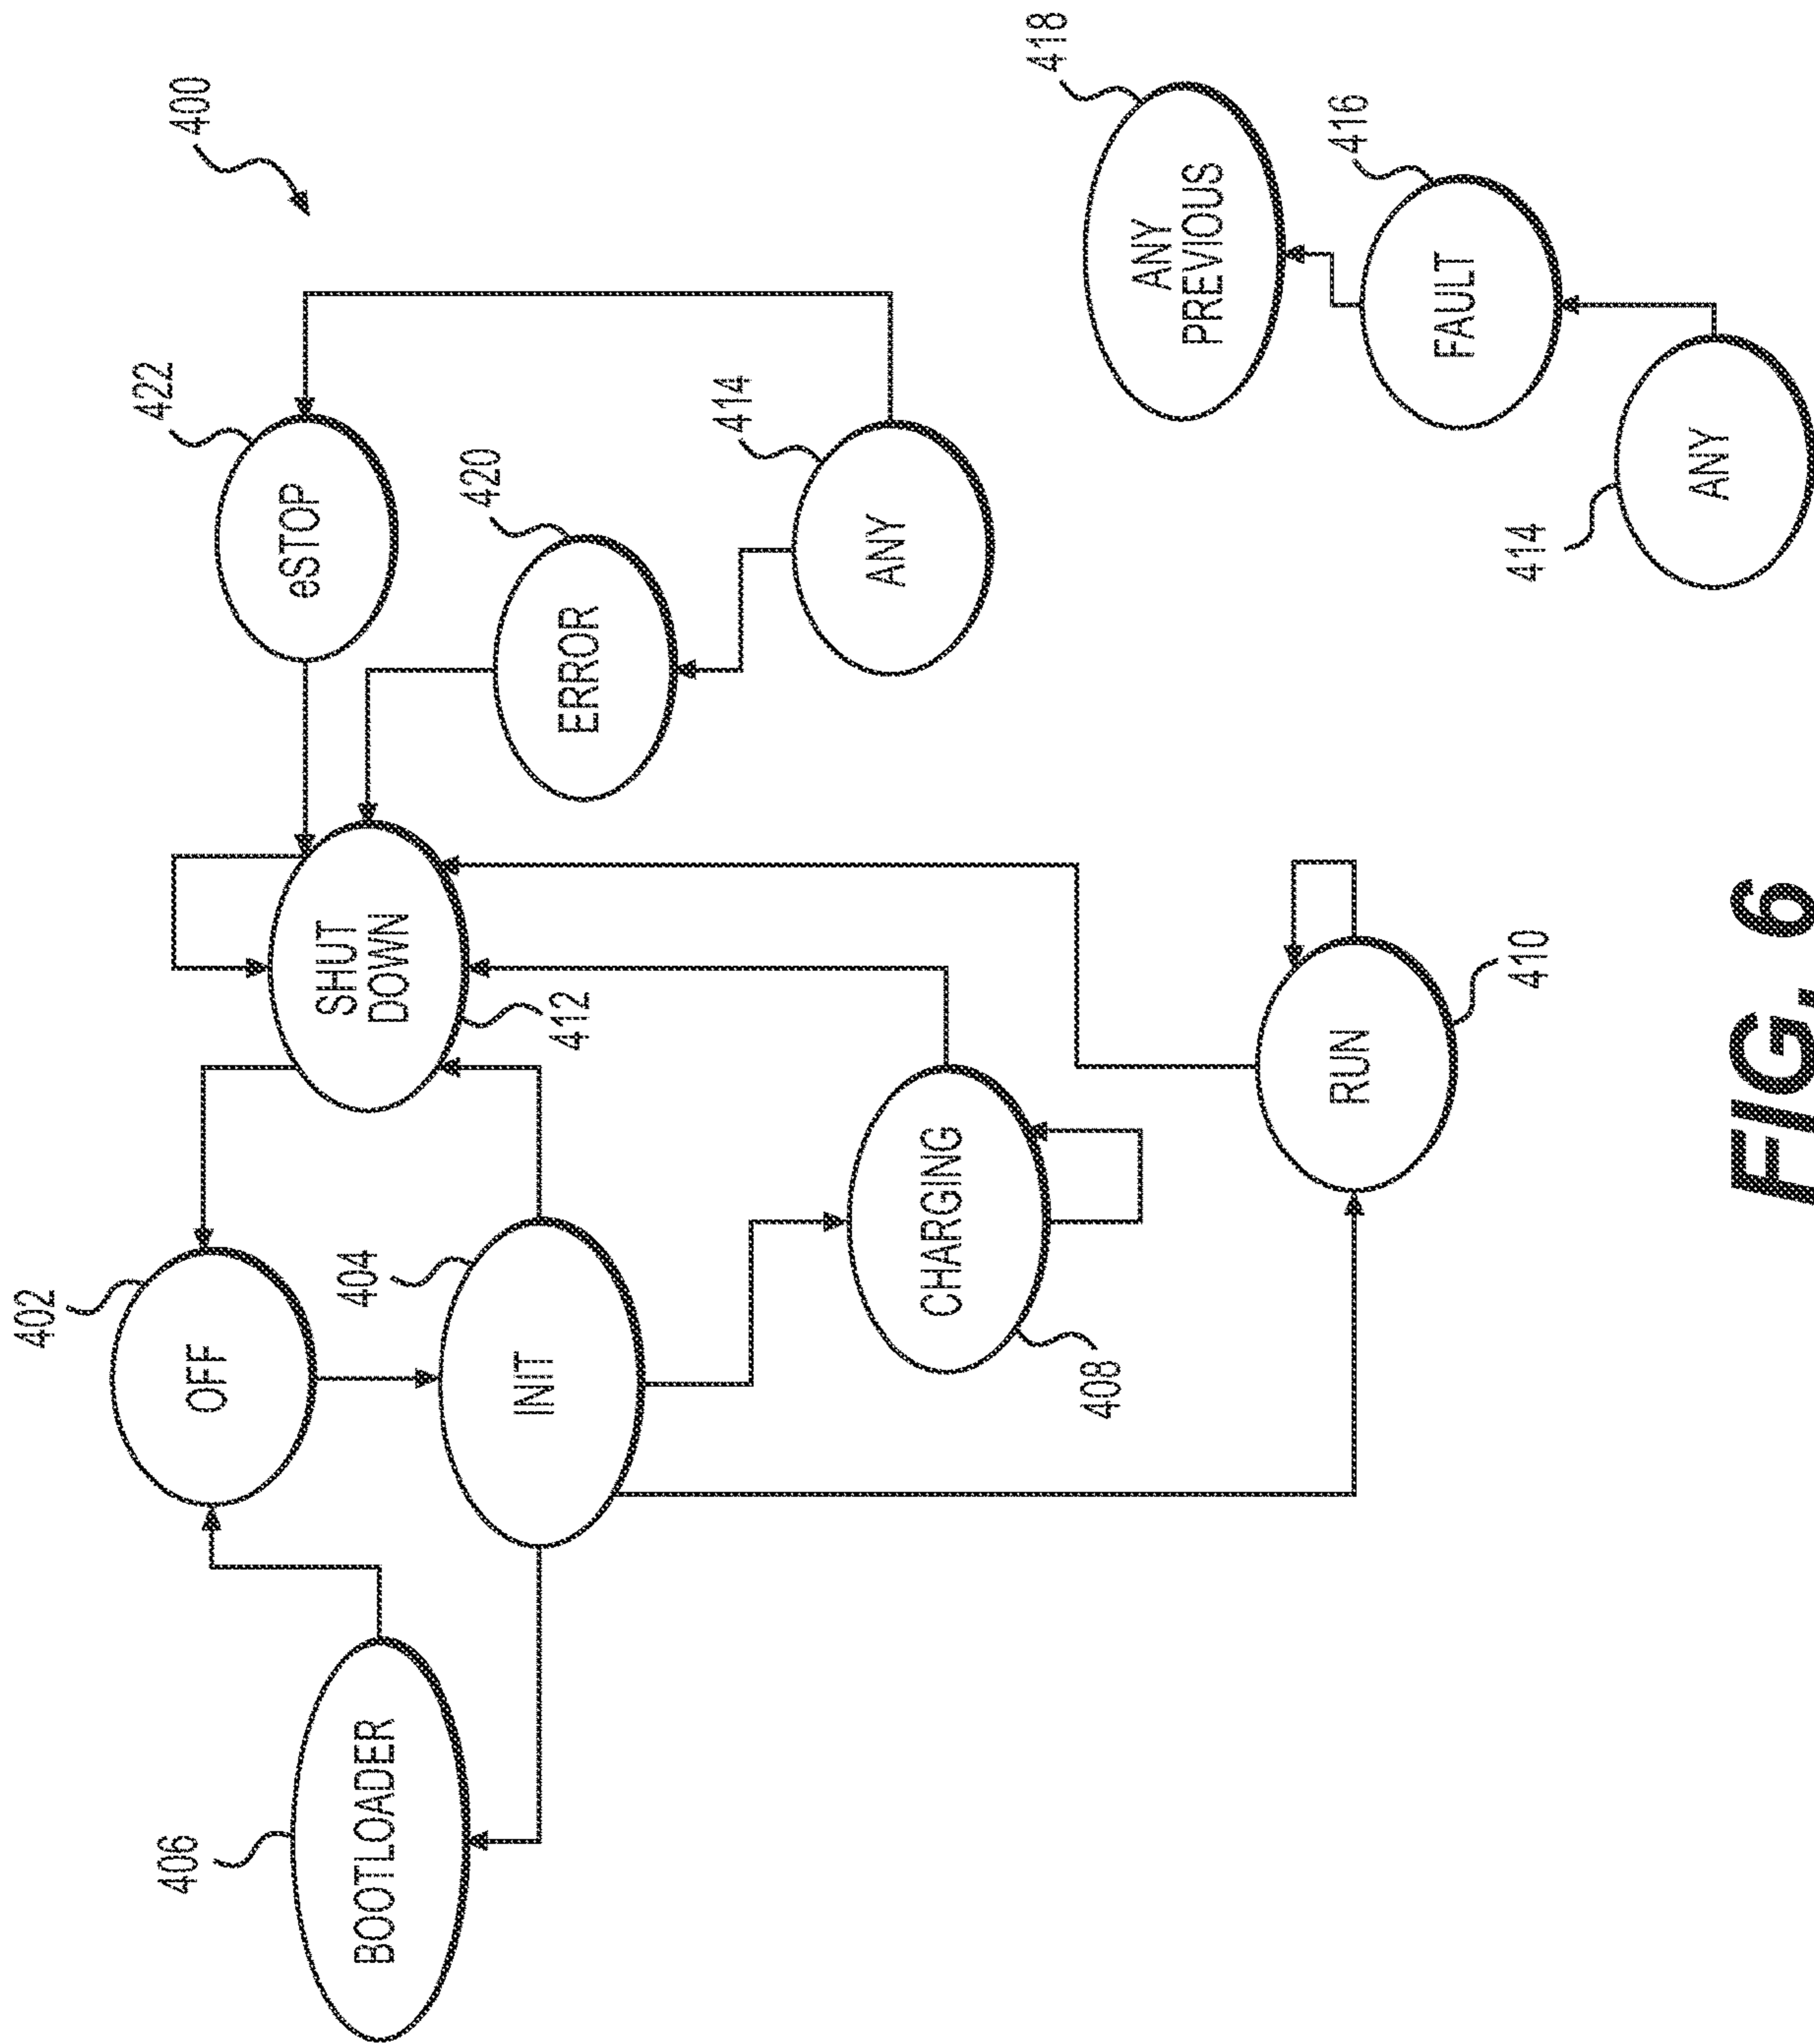 400
402
OFF
422
eSTOP
406
BOOTLOADER
404
INIT
SHUT
DOWN
412
420
ERROR
414
ANY
408
CHARGING
410
RUN
418
ANY
PREVIOUS
416
FAULT
414
ANY
FIG. 6